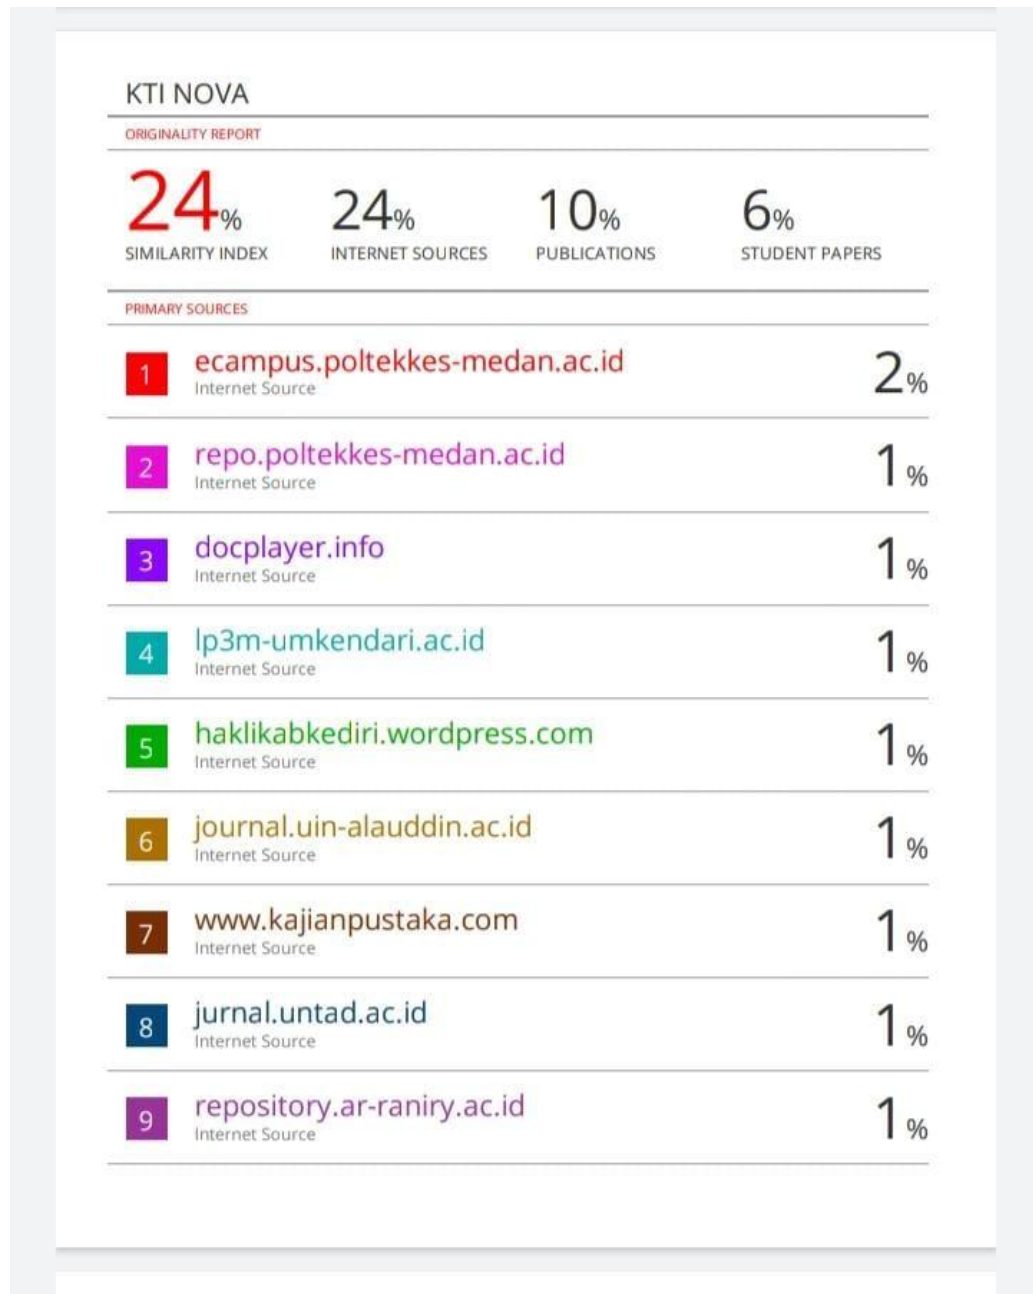 KTI NOVA
ORIGINALITY REPORT
24% 24% 10% 6%
SIMILARITY INDEX INTERNET SOURCES PUBLICATIONS STUDENT PAPERS
PRIMARY SOURCES
1 ecampus.poltekkes-medan.ac.id 2%
Internet Source
2 repo.poltekkes-medan.ac.id 1%
Internet Source
3 docplayer.info 1%
Internet Source
4 lp3m-umkendari.ac.id 1%
Internet Source
5 haklikabkediri.wordpress.com 1%
Internet Source
6 journal.uin-alauddin.ac.id 1%
Internet Source
7 www.kajianpustaka.com 1%
Internet Source
8 jurnal.untad.ac.id 1%
Internet Source
9 repository.ar-raniry.ac.id 1%
Internet Source